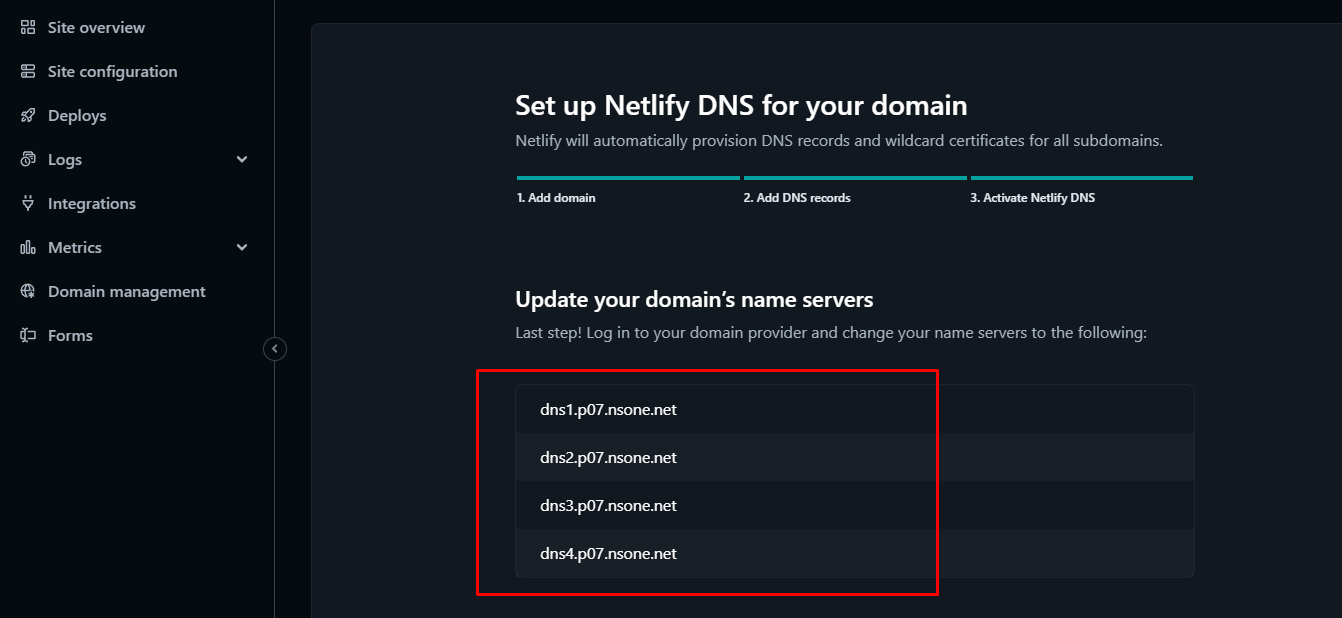 Site overview
Site configuration
Deploys
Logs
Integrations
Metrics
Domain management
Forms
Set up Netlify DNS for your domain
Netlify will automatically provision DNS records and wildcard certificates for all subdomains.
1. Add domain
2. Add DNS records
3. Activate Netlify DNS
Update your domain’s name servers
Last step! Log in to your domain provider and change your name servers to the following:
dns1.p07.nsone.net
dns2.p07.nsone.net
dns3.p07.nsone.net
dns4.p07.nsone.net